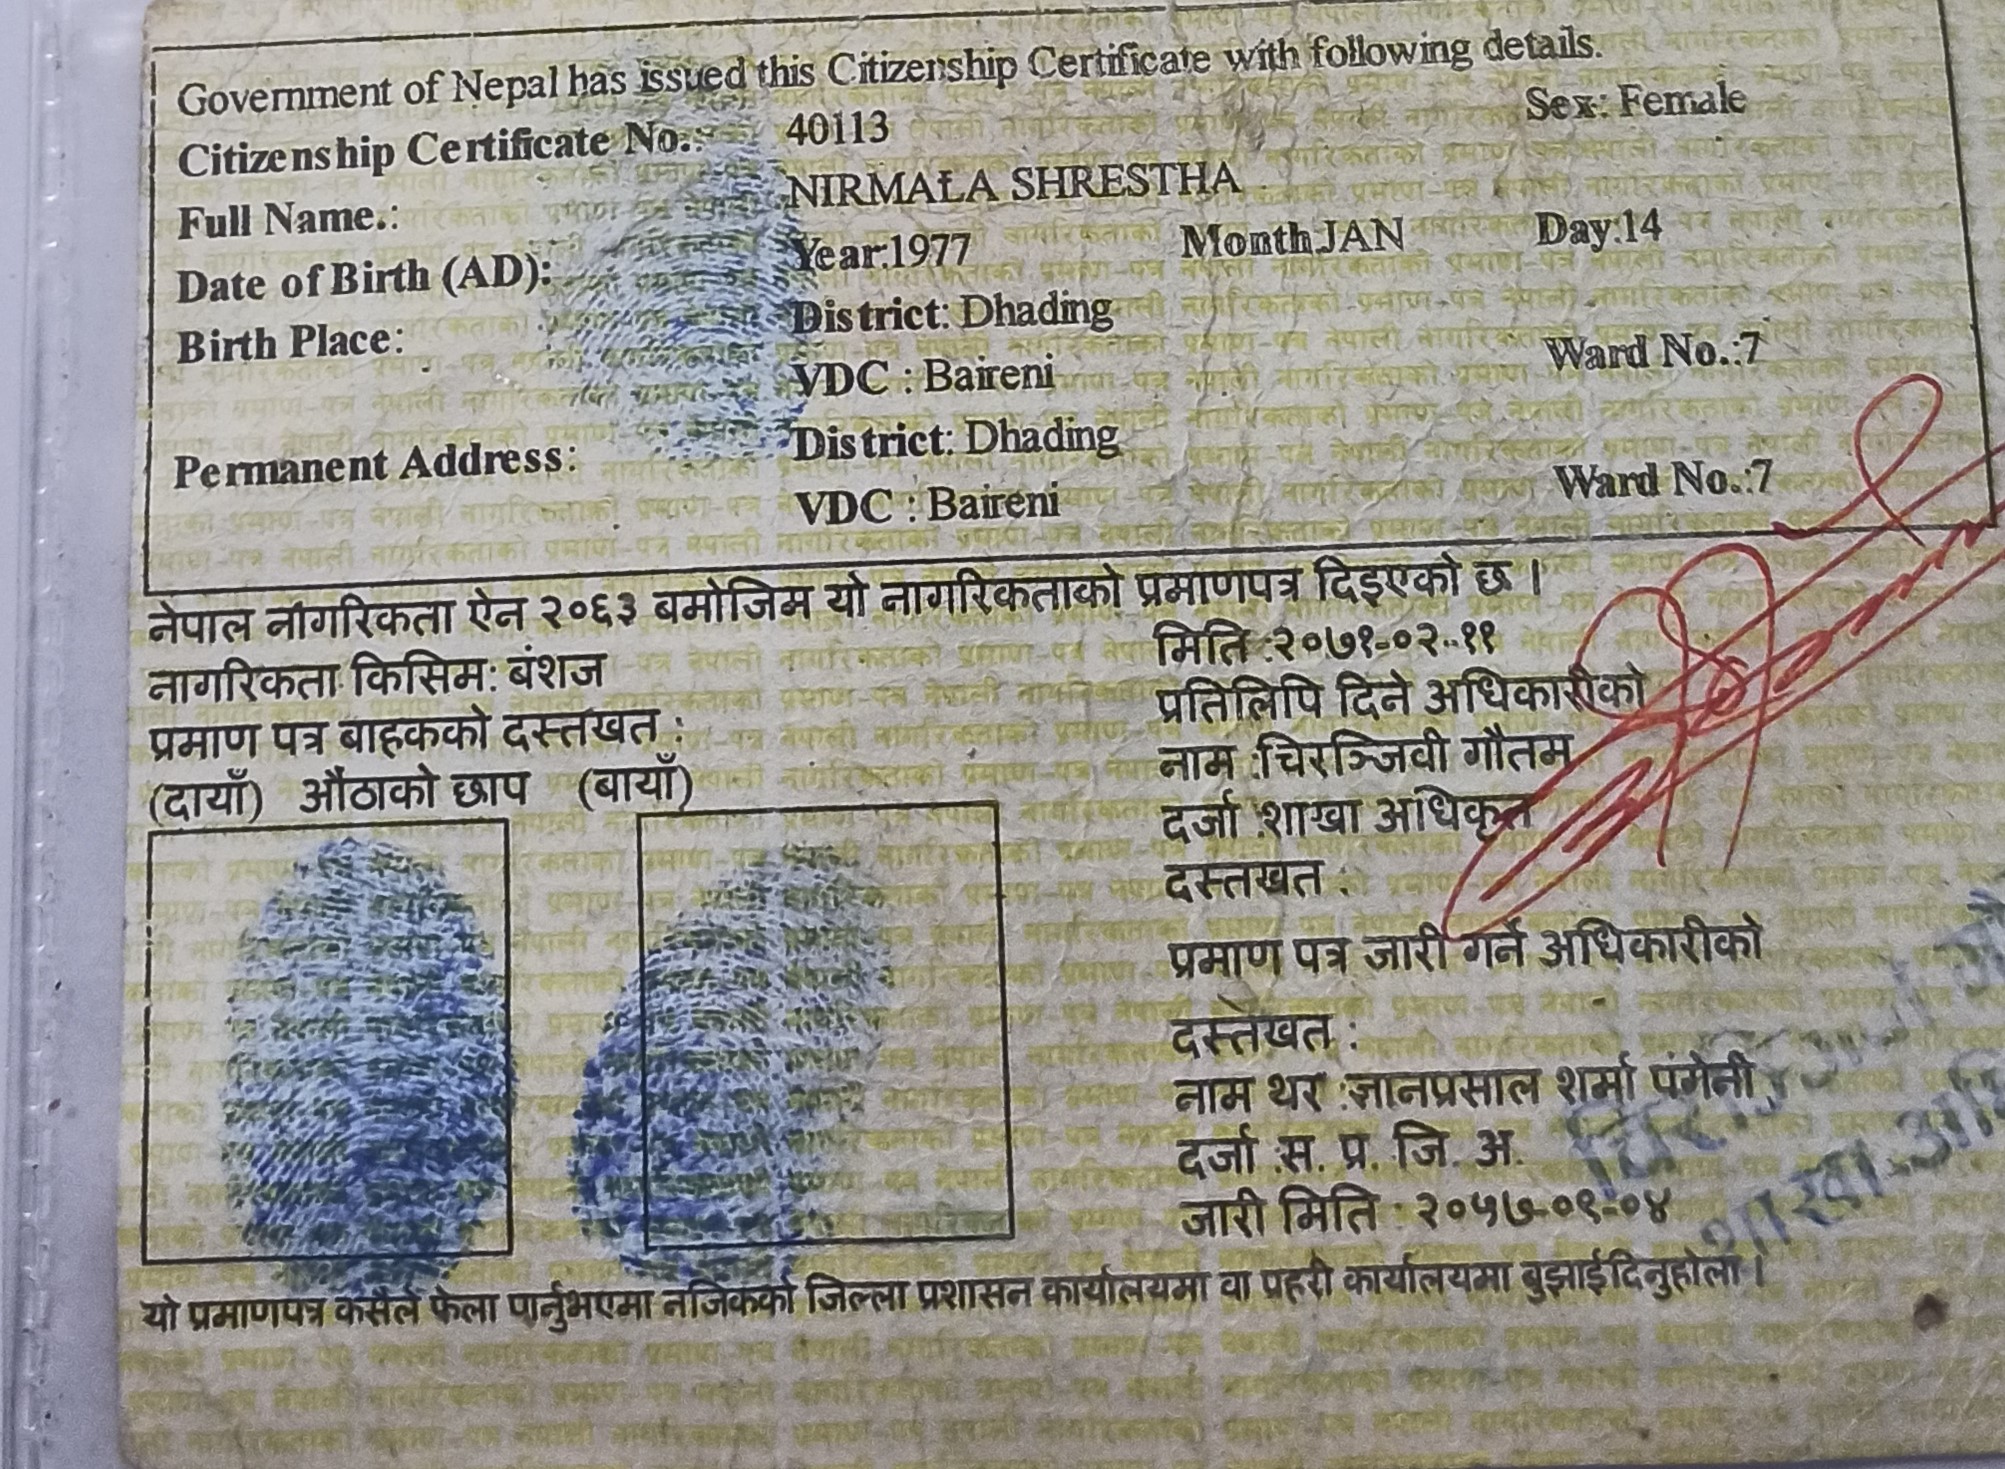 Government of Nepal has issued this Citizenship Certificate with following details.
Citizenship Certificate No.: 40113 Sex: Female
Full Name.: NIRMALA SHRESTHA
Date of Birth (AD): Year:1977 Month:JAN Day:14
Birth Place: District: Dhading
VDC : Baireni Ward No.:7
Permanent Address: District: Dhading
VDC : Baireni Ward No.:7
नेपाल नागरिकता ऐन २०६३ बमोजिम यो नागरिकताको प्रमाणपत्र दिइएको छ ।
मिति :२०७१-०२-११
नागरिकता किसिम: बंशज
प्रतिलिपि दिने अधिकारीको
प्रमाण पत्र बाहकको दस्तखत :
नाम :चिरञ्जिवी गौतम
(दायाँ) औंठाको छाप (बायाँ)
दर्जा :शाखा अधिकृत
दस्तखत :
प्रमाण पत्र जारी गर्ने अधिकारीको
दस्तखत :
नाम थर :ज्ञानप्रसाल शर्मा पंगेनी
दर्जा :स. प्र. जि. अ.
जारी मिति : २०५७-०९-०४
यो प्रमाणपत्र कसैले फेला पार्नुभएमा नजिकको जिल्ला प्रशासन कार्यालयमा वा प्रहरी कार्यालयमा बुझाईदिनुहोला ।